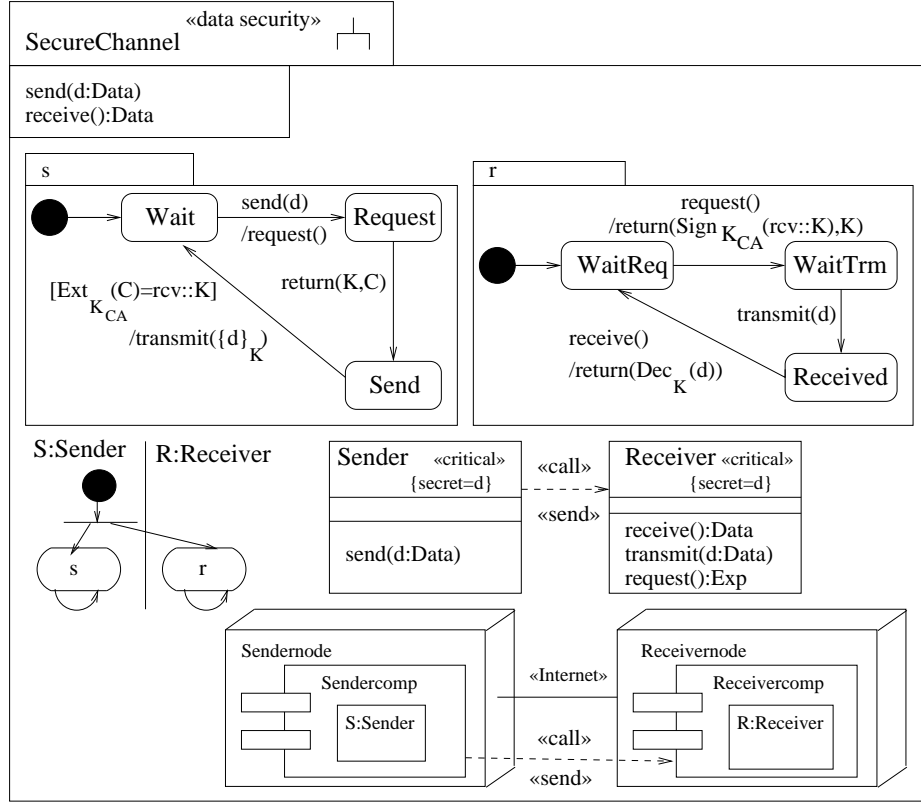 «data security»
SecureChannel
send(d:Data)
receive():Data
s
Wait
send(d)
/request()
Request
return(K,C)
[Ext K_CA (C)=rcv::K]
/transmit({d}_K)
Send
r
request()
/return(Sign K_CA (rcv::K),K)
WaitReq
WaitTrm
transmit(d)
receive()
/return(Dec_K (d))
Received
S:Sender
R:Receiver
s
r
Sender «critical»
{secret=d}
send(d:Data)
«call»
«send»
Receiver «critical»
{secret=d}
receive():Data
transmit(d:Data)
request():Exp
Sendernode
Sendercomp
S:Sender
«Internet»
«call»
«send»
Receivernode
Receivercomp
R:Receiver